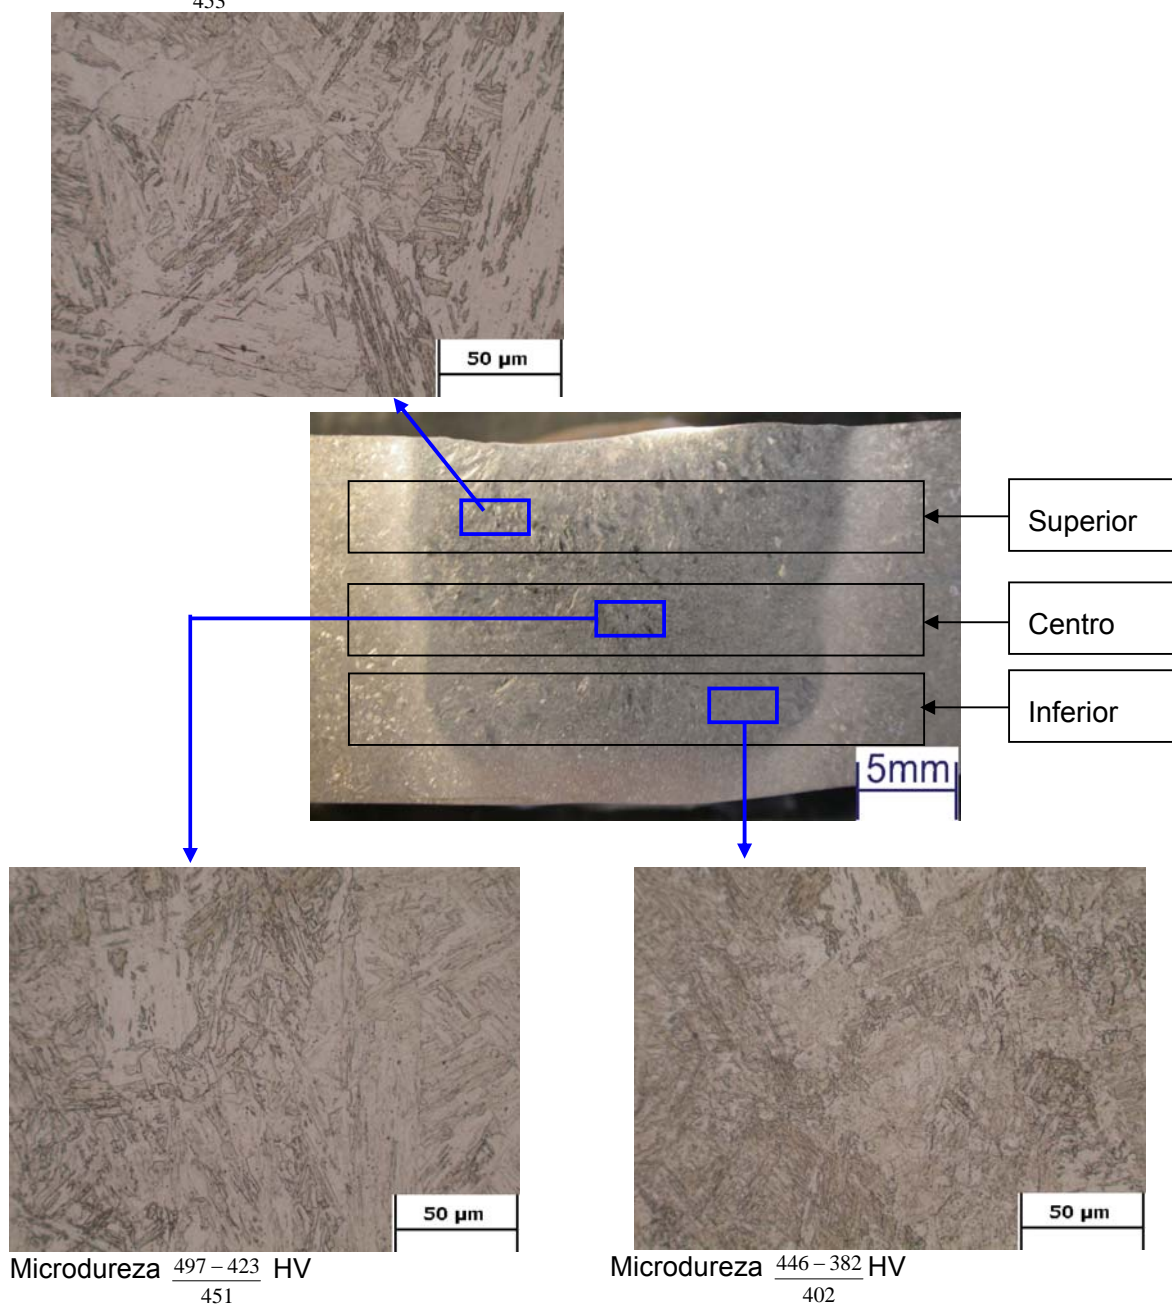 50 µm
Superior
Centro
Inferior
5mm
50 µm
50 µm
Microdureza 497 – 423 HV
451
Microdureza 446 – 382 HV
402